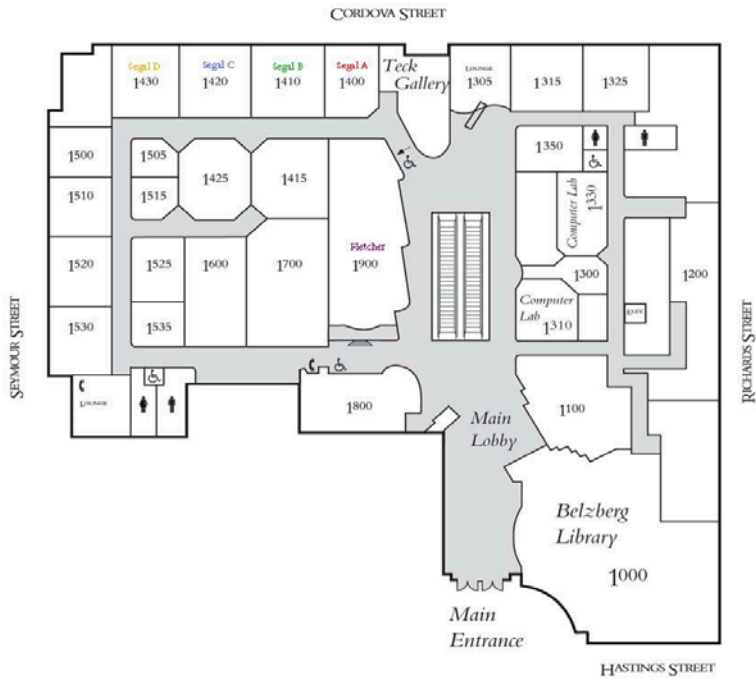 CORDOVA STREET
Segal D
1430
Segal C
1420
Segal B
1410
Segal A
1400
Teck
Gallery
LOUNGE
1305
1315
1325
1500
1505
1425
1415
1350
1510
1515
Computer Lab
1330
Fletcher
1900
1520
1525
1600
1700
1300
1200
Computer
Lab
1310
1530
1535
SEYMOUR STREET
RICHARDS STREET
LOUNGE
1800
Main
Lobby
1100
Belzberg
Library
1000
Main
Entrance
HASTINGS STREET